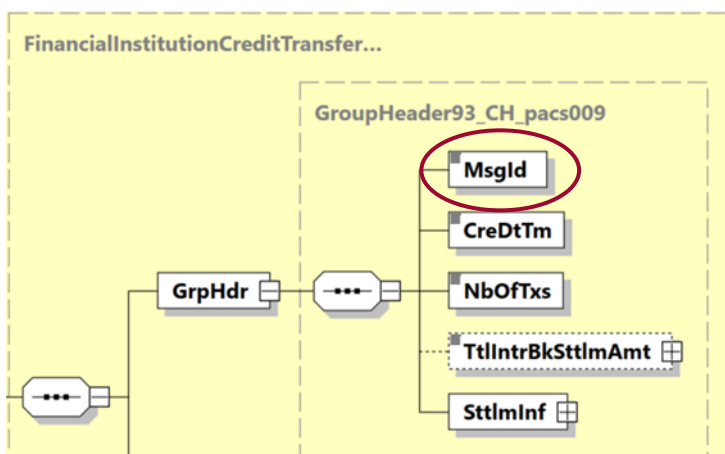 FinancialInstitutionCreditTransfer...
GroupHeader93_CH_pacs009
MsgId
CreDtTm
GrpHdr
NbOfTxs
TtlIntrBkSttlmAmt
SttlmInf